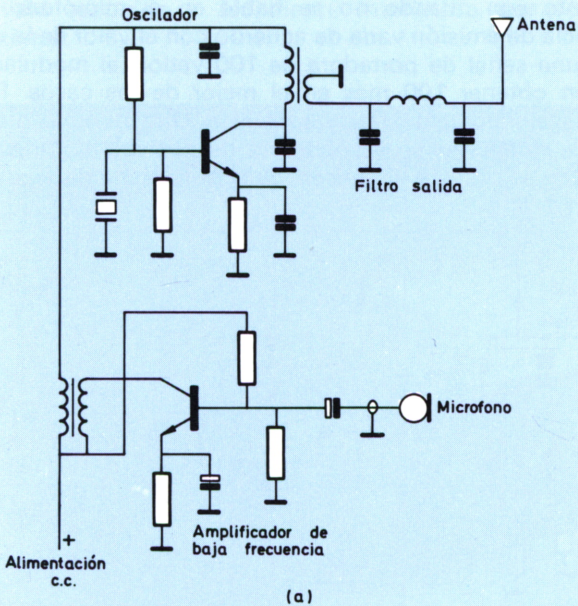 Oscilador
Antena
Filtro salida
Microfono
+
Amplificador de
baja frecuencia
Alimentación
c.c.
(a)